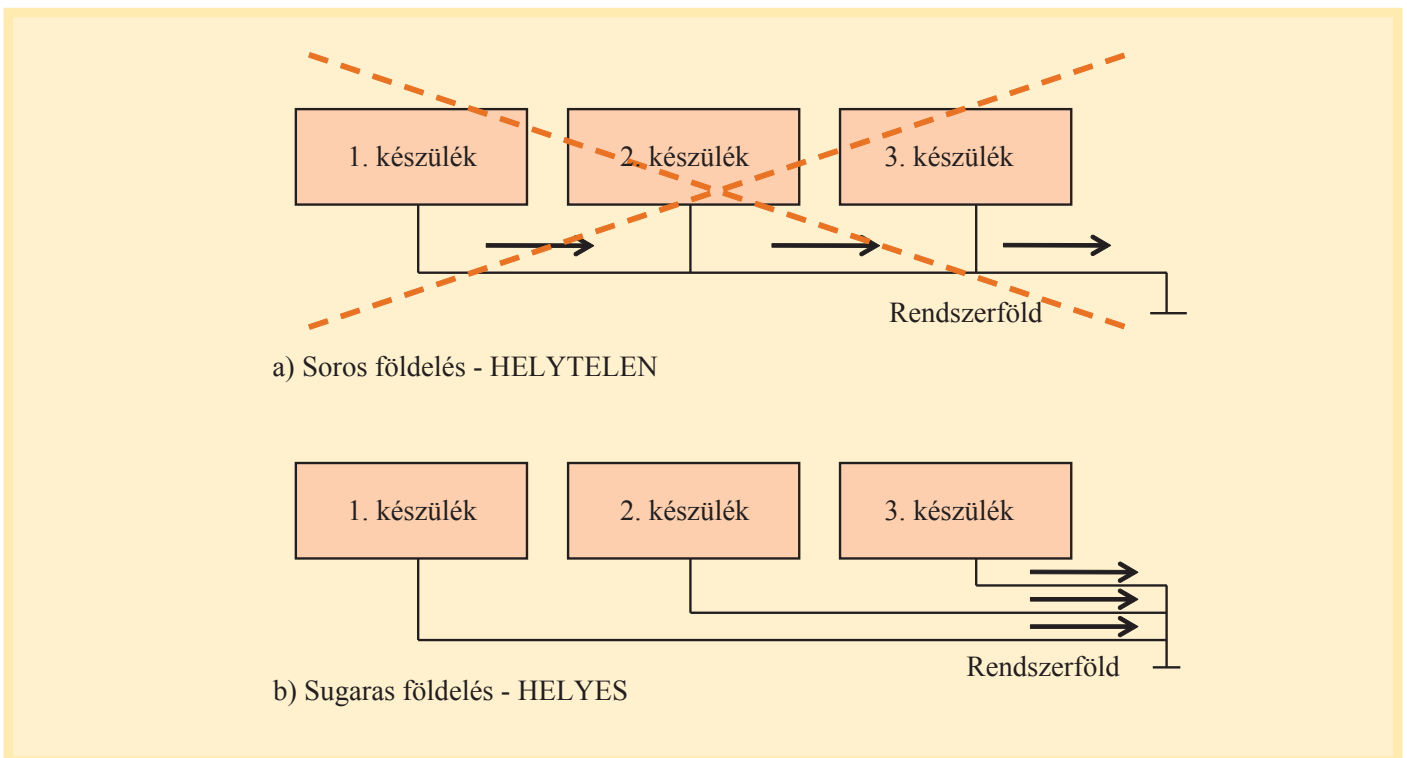 1. készülék
2. készülék
3. készülék
Rendszerföld
a) Soros földelés - HELYTELEN
1. készülék
2. készülék
3. készülék
Rendszerföld
b) Sugaras földelés - HELYES